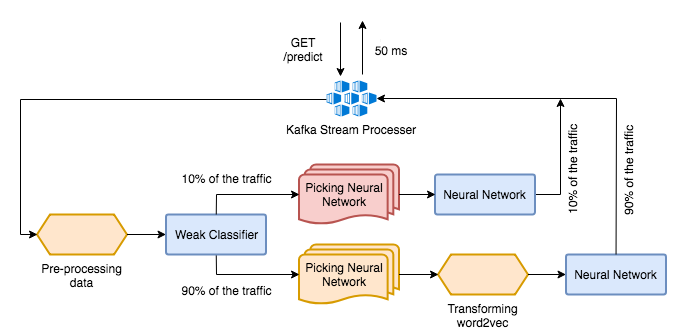 GET
/predict
50 ms
Kafka Stream Processer
10% of the traffic
Picking Neural
Network
Neural Network
10% of the traffic
90% of the traffic
Weak Classifier
Pre-processing
data
90% of the traffic
Picking Neural
Network
Transforming
word2vec
Neural Network